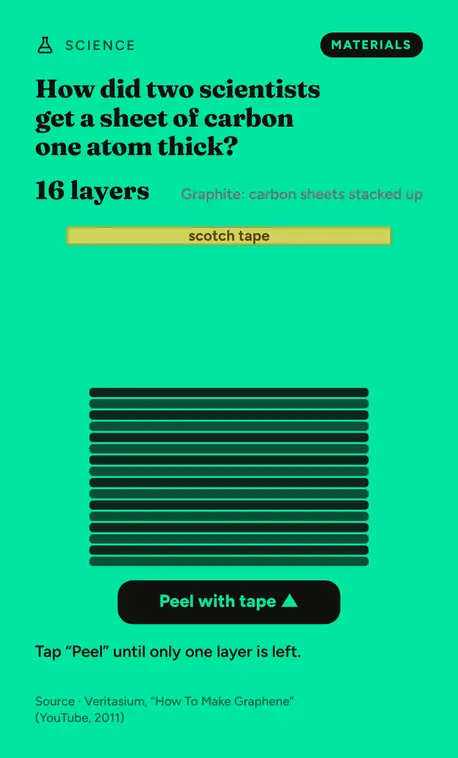 SCIENCE
MATERIALS
How did two scientists
get a sheet of carbon
one atom thick?
16 layers
Graphite: carbon sheets stacked up
scotch tape
Peel with tape ▲
Tap “Peel” until only one layer is left.
Source · Veritasium, “How To Make Graphene”
(YouTube, 2011)